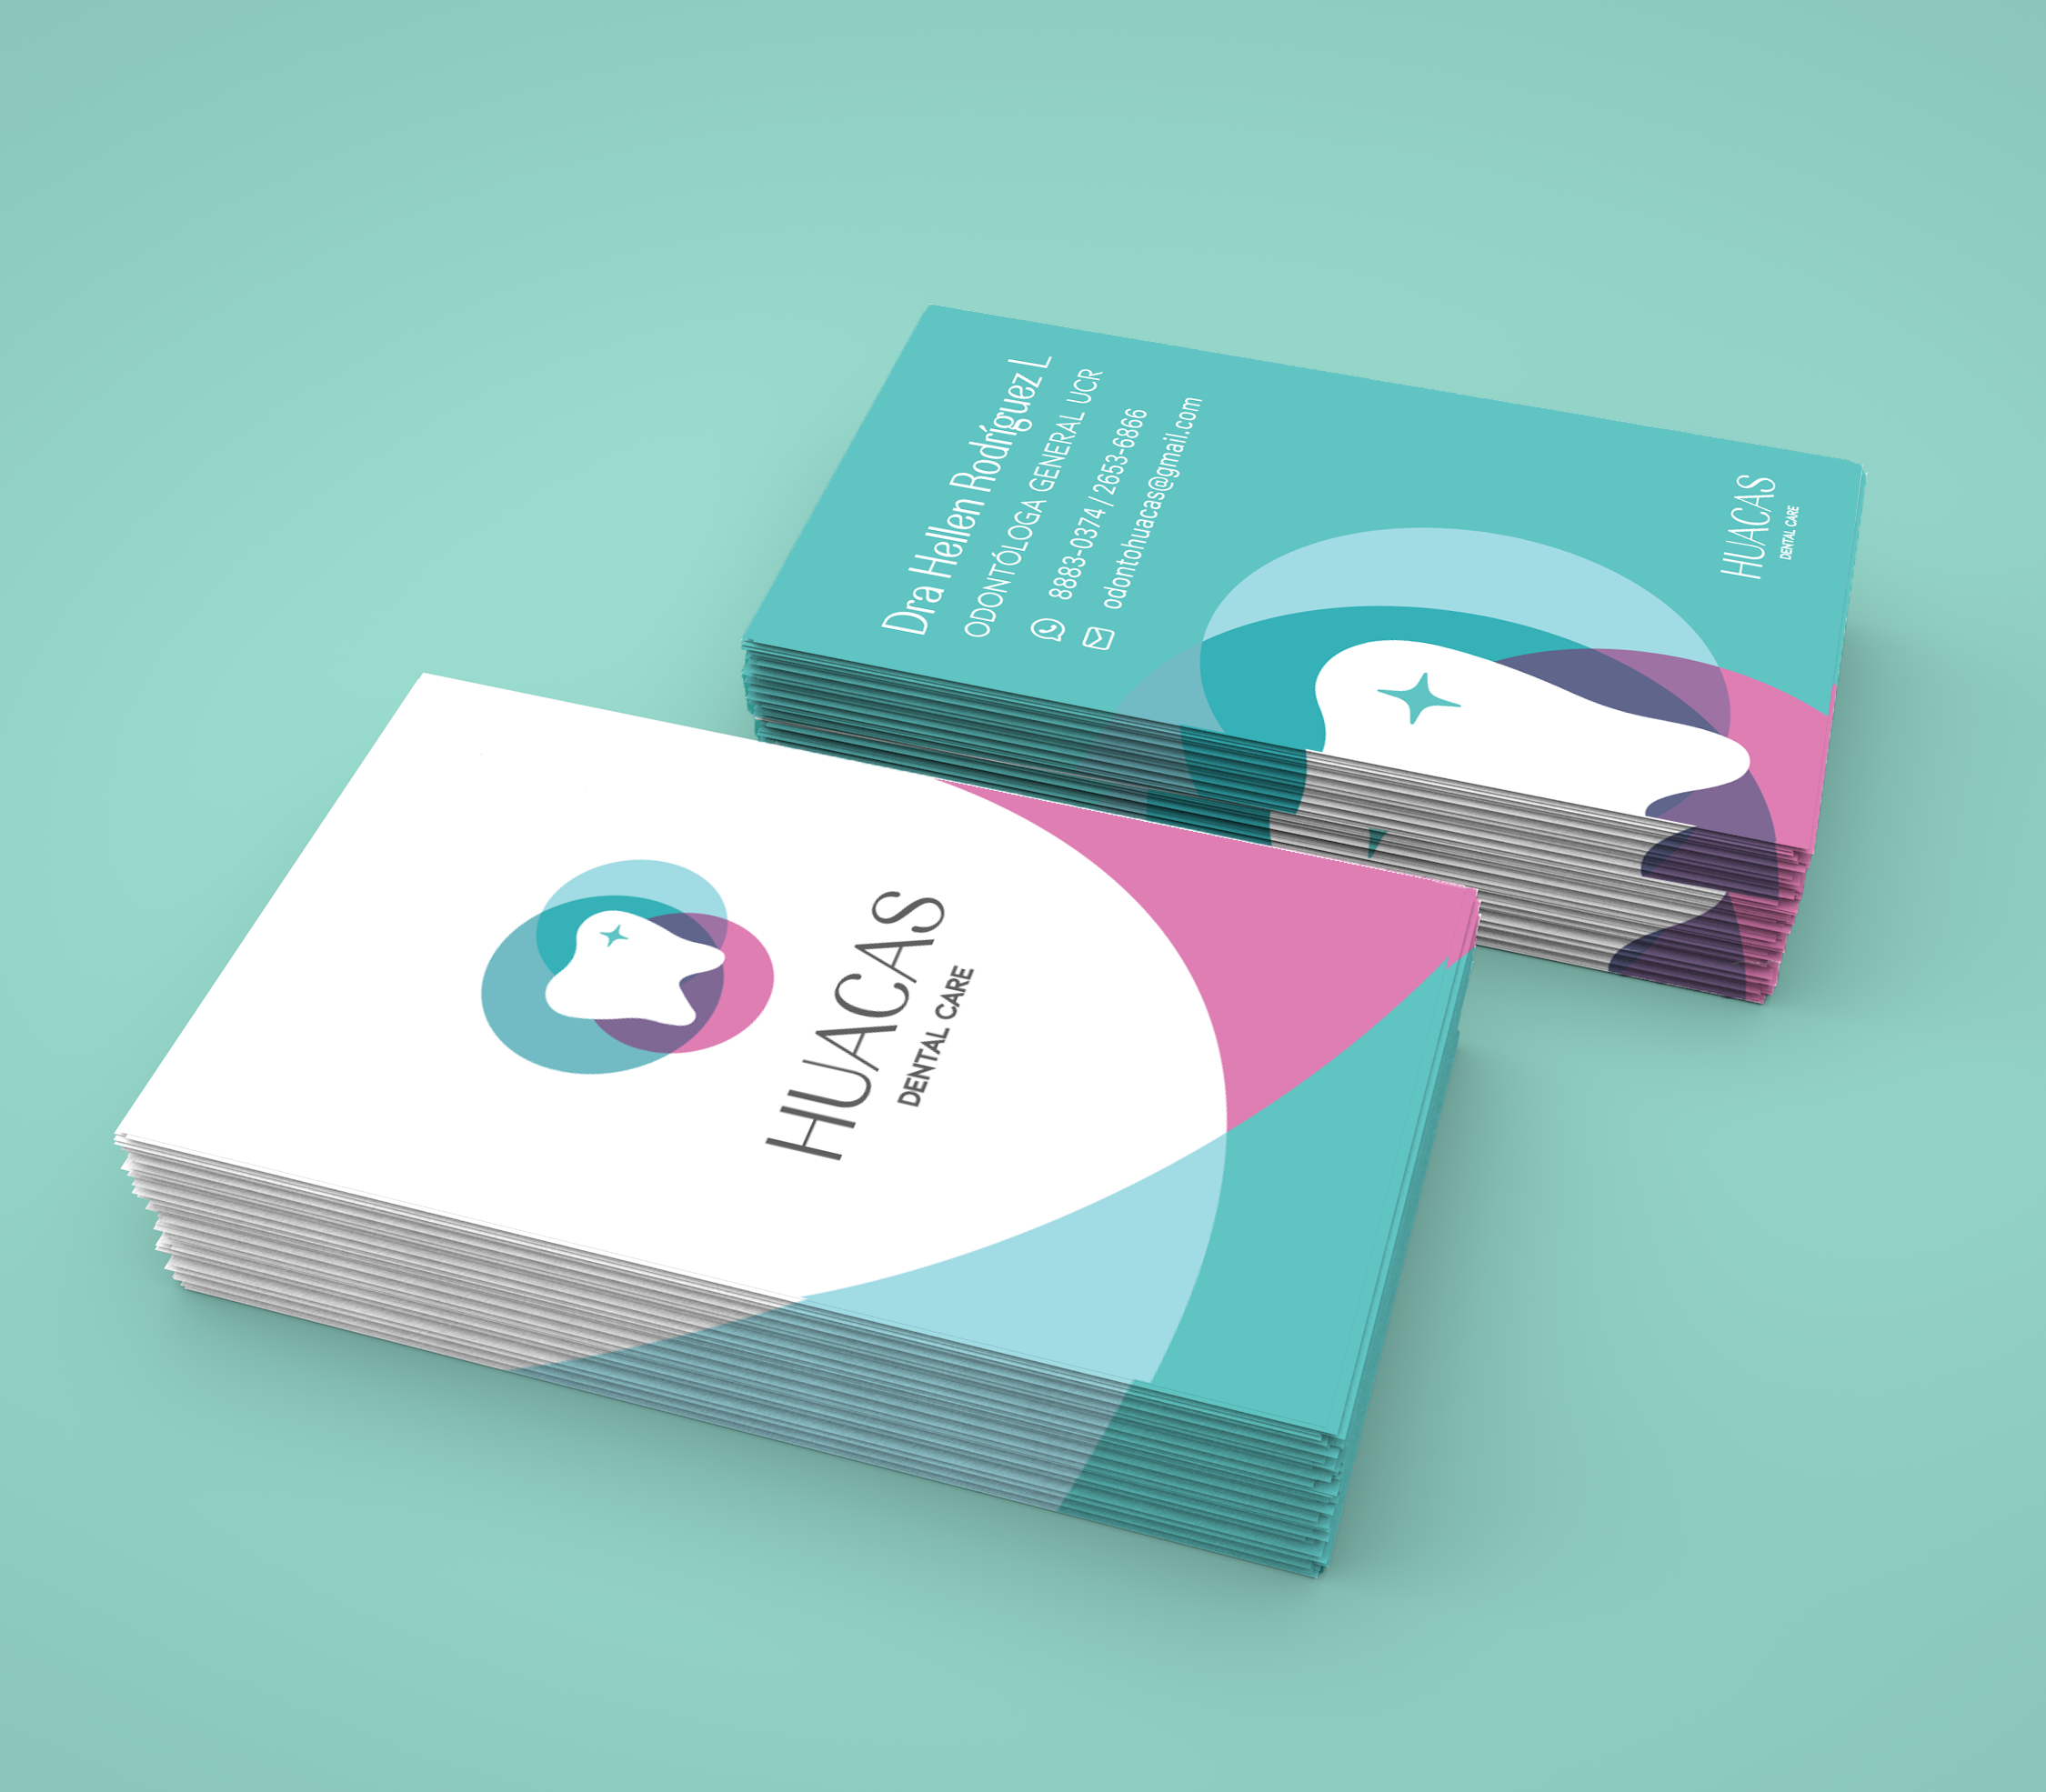 Dra Hellen Rodríguez L
ODONTÓLOGA GENERAL UCR
8883-0374 / 2653-6866
odontohuacas@gmail.com
HUACAS
DENTAL CARE
HUACAS
DENTAL CARE